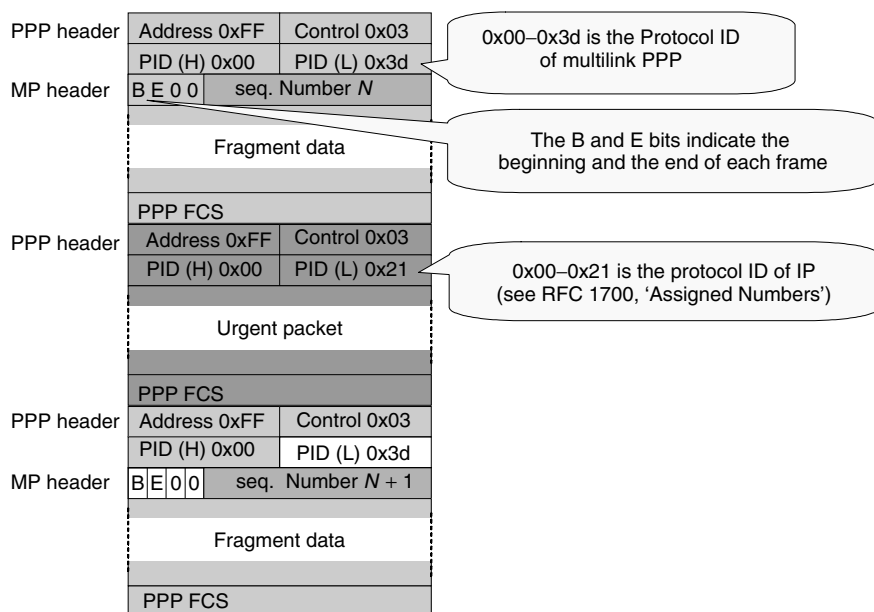 PPP header
Address 0xFF
Control 0x03
PID (H) 0x00
PID (L) 0x3d
0x00–0x3d is the Protocol ID
of multilink PPP
MP header
B E 0 0
seq. Number N
The B and E bits indicate the
beginning and the end of each frame
Fragment data
PPP FCS
PPP header
Address 0xFF
Control 0x03
PID (H) 0x00
PID (L) 0x21
0x00–0x21 is the protocol ID of IP
(see RFC 1700, ‘Assigned Numbers’)
Urgent packet
PPP FCS
PPP header
Address 0xFF
Control 0x03
PID (H) 0x00
PID (L) 0x3d
MP header
B E 0 0
seq. Number N + 1
Fragment data
PPP FCS